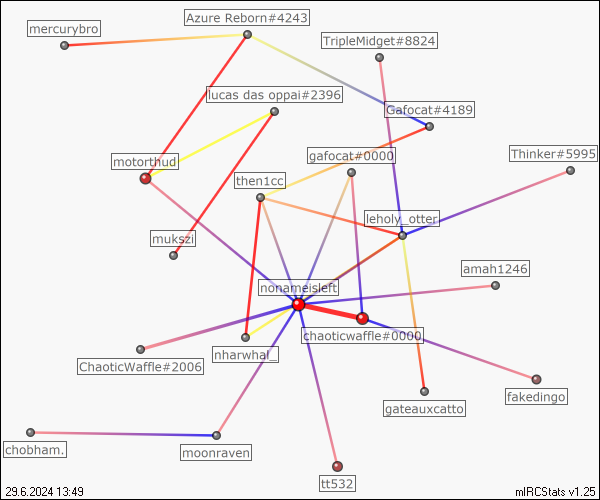 Azure Reborn#4243
mercurybro
TripleMidget#8824
lucas das oppai#2396
Gafocat#4189
motorthud
gafocat#0000
Thinker#5995
then1cc
leholy_otter
mukszi
amah1246
nonameisleft
chaoticwaffle#0000
nharwhal_
ChaoticWaffle#2006
fakedingo
gateauxcatto
chobham.
moonraven
tt532
29.6.2024 13:49
mIRCStats v1.25